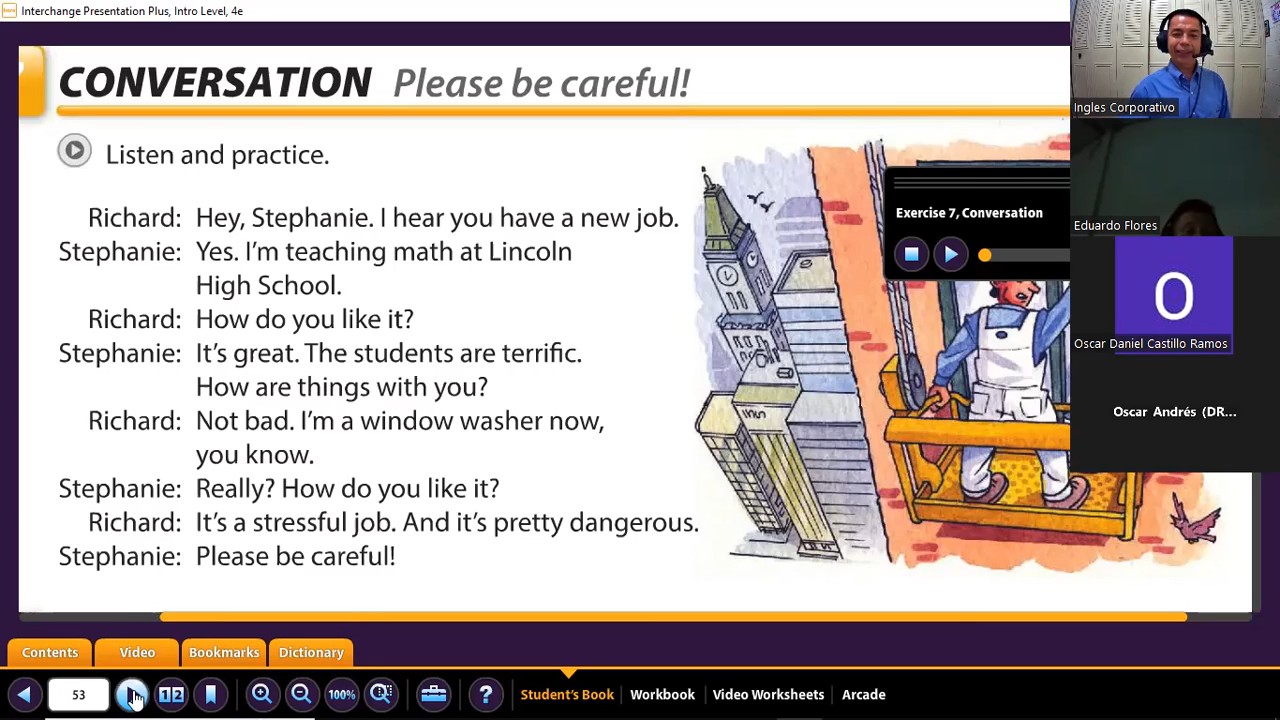 Interchange Presentation Plus, Intro Level, 4e
CONVERSATION Please be careful!
Listen and practice.
Richard: Hey, Stephanie. I hear you have a new job.
Stephanie: Yes. I'm teaching math at Lincoln
High School.
Richard: How do you like it?
Stephanie: It's great. The students are terrific.
How are things with you?
Richard: Not bad. I'm a window washer now,
you know.
Stephanie: Really? How do you like it?
Richard: It's a stressful job. And it's pretty dangerous.
Stephanie: Please be careful!
Exercise 7, Conversation
Ingles Corporativo
Eduardo Flores
O
Oscar Daniel Castillo Ramos
Oscar Andrés (DR...
Contents Video Bookmarks Dictionary
53 1 2 100% ? Student's Book Workbook Video Worksheets Arcade